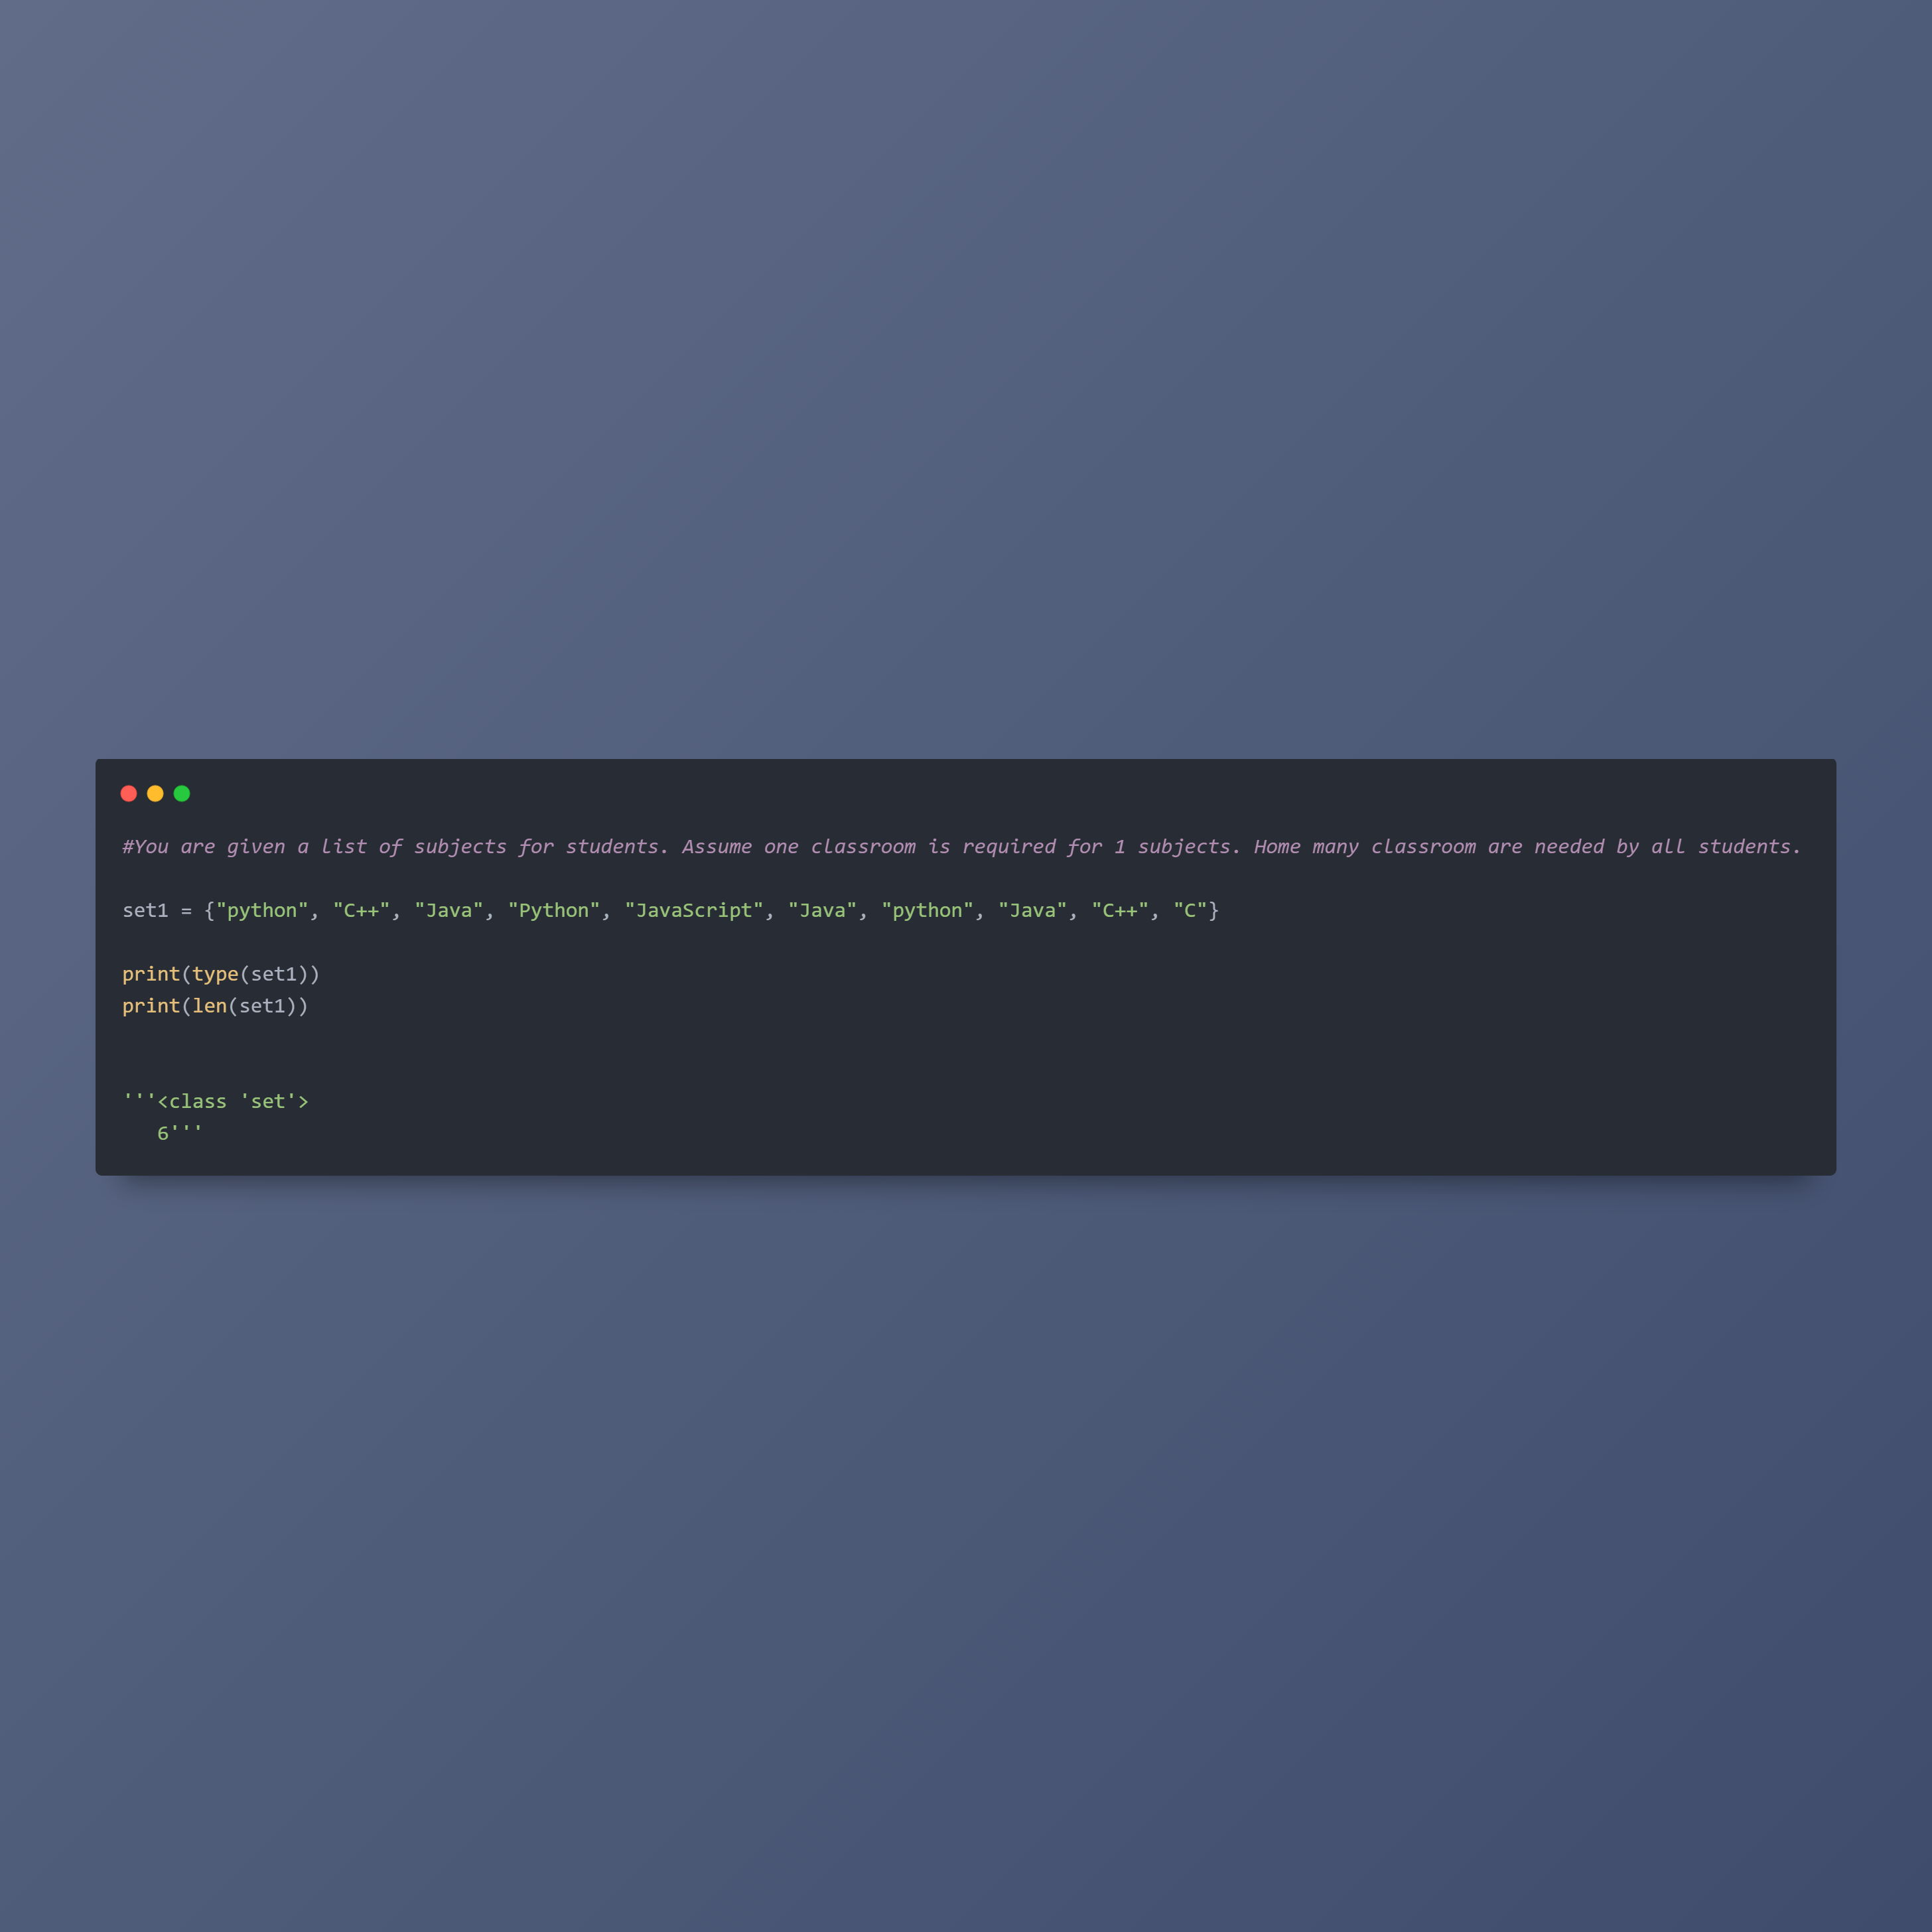 #You are given a list of subjects for students. Assume one classroom is required for 1 subjects. Home many classroom are needed by all students.
set1 = {"python", "C++", "Java", "Python", "JavaScript", "Java", "python", "Java", "C++", "C"}
print(type(set1))
print(len(set1))
'''<class 'set'>
   6'''